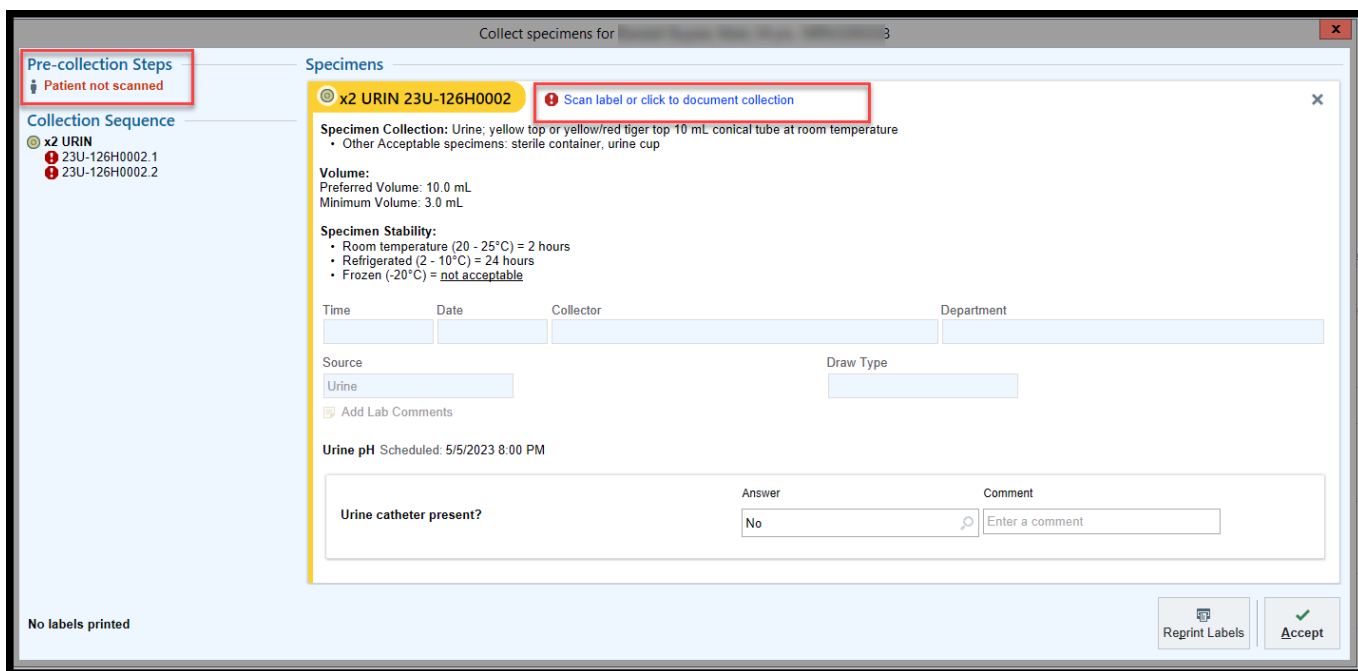 Collect specimens for
x
Pre-collection Steps
Patient not scanned
Collection Sequence
x2 URIN
23U-126H0002.1
23U-126H0002.2
Specimens
x2 URIN 23U-126H0002
Scan label or click to document collection
Specimen Collection: Urine; yellow top or yellow/red tiger top 10 mL conical tube at room temperature
• Other Acceptable specimens: sterile container, urine cup
Volume:
Preferred Volume: 10.0 mL
Minimum Volume: 3.0 mL
Specimen Stability:
• Room temperature (20 - 25°C) = 2 hours
• Refrigerated (2 - 10°C) = 24 hours
• Frozen (-20°C) = not acceptable
Time Date Collector Department
Source Draw Type
Urine
Add Lab Comments
Urine pH Scheduled: 5/5/2023 8:00 PM
Answer Comment
Urine catheter present? No Enter a comment
No labels printed
Reprint Labels
Accept